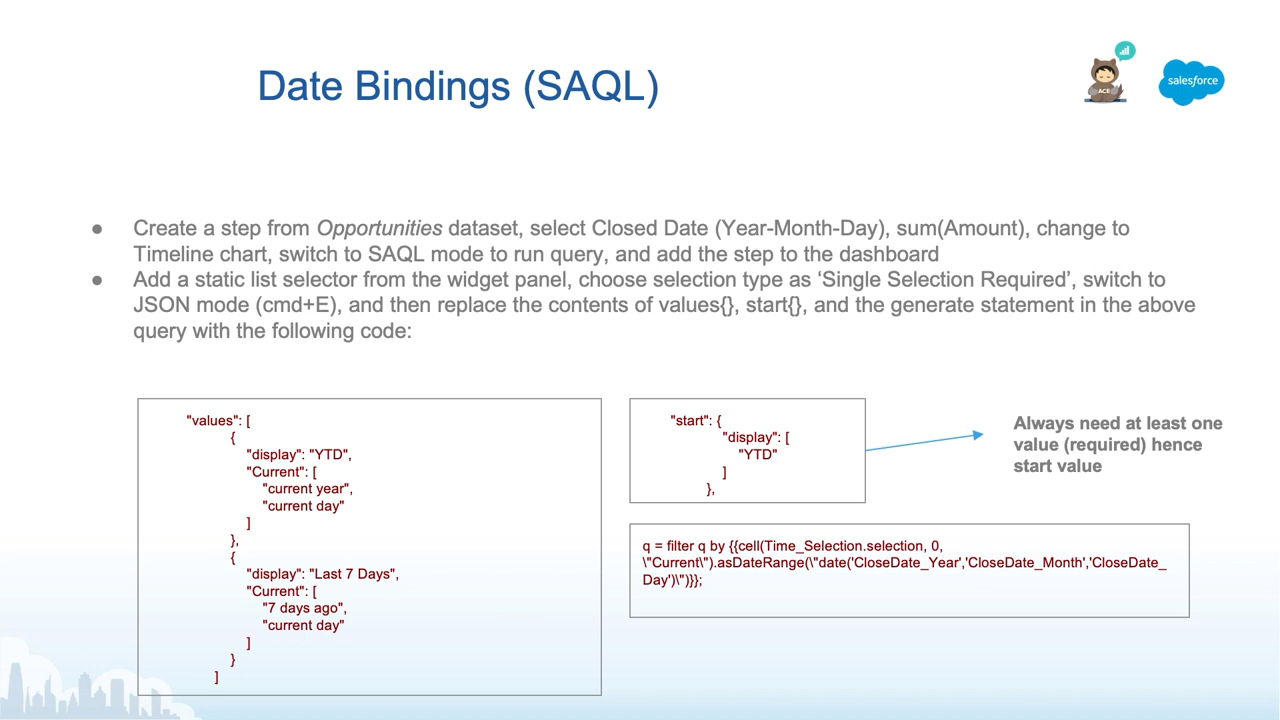 Date Bindings (SAQL)
ACE
salesforce
● Create a step from Opportunities dataset, select Closed Date (Year-Month-Day), sum(Amount), change to
Timeline chart, switch to SAQL mode to run query, and add the step to the dashboard
● Add a static list selector from the widget panel, choose selection type as ‘Single Selection Required’, switch to
JSON mode (cmd+E), and then replace the contents of values{}, start{}, and the generate statement in the above
query with the following code:
"values": [
{
"display": "YTD",
"Current": [
"current year",
"current day"
]
},
{
"display": "Last 7 Days",
"Current": [
"7 days ago",
"current day"
]
}
]
"start": {
"display": [
"YTD"
]
},
Always need at least one
value (required) hence
start value
q = filter q by {{cell(Time_Selection.selection, 0,
\"Current\").asDateRange(\"date('CloseDate_Year','CloseDate_Month','CloseDate_
Day')\")}};